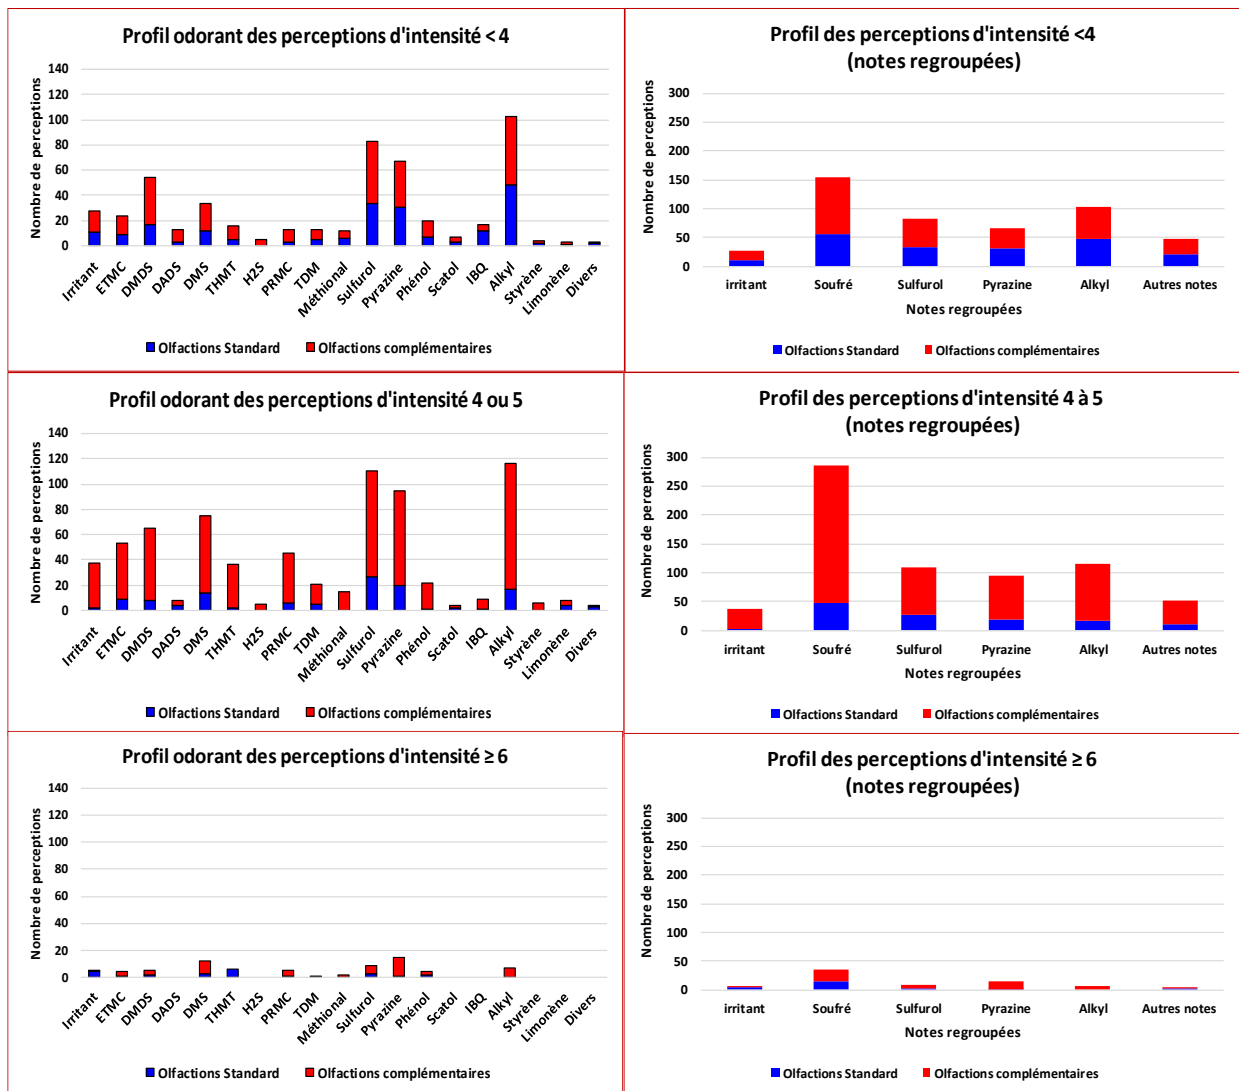 Profil odorant des perceptions d'intensité < 4
Nombre de perceptions
140
120
100
80
60
40
20
0
Irritant
ETMC
DMDS
DADS
DMS
THMT
H2S
PRMC
TDM
Méthional
Sulfurol
Pyrazine
Phénol
Scatol
IBQ
Alkyl
Styrène
Limonène
Divers
Olfactions Standard
Olfactions complémentaires
Profil des perceptions d'intensité <4
(notes regroupées)
Nombre de perceptions
300
250
200
150
100
50
0
irritant
Soufré
Sulfurol
Pyrazine
Alkyl
Autres notes
Notes regroupées
Olfactions Standard
Olfactions complémentaires
Profil odorant des perceptions d'intensité 4 ou 5
Nombre de perceptions
140
120
100
80
60
40
20
0
Irritant
ETMC
DMDS
DADS
DMS
THMT
H2S
PRMC
TDM
Méthional
Sulfurol
Pyrazine
Phénol
Scatol
IBQ
Alkyl
Styrène
Limonène
Divers
Olfactions Standard
Olfactions complémentaires
Profil des perceptions d'intensité 4 à 5
(notes regroupées)
Nombre de perceptions
300
250
200
150
100
50
0
irritant
Soufré
Sulfurol
Pyrazine
Alkyl
Autres notes
Notes regroupées
Olfactions Standard
Olfactions complémentaires
Profil odorant des perceptions d'intensité ≥ 6
Nombre de perceptions
140
120
100
80
60
40
20
0
Irritant
ETMC
DMDS
DADS
DMS
THMT
H2S
PRMC
TDM
Méthional
Sulfurol
Pyrazine
Phénol
Scatol
IBQ
Alkyl
Styrène
Limonène
Divers
Olfactions Standard
Olfactions complémentaires
Profil des perceptions d'intensité ≥ 6
(notes regroupées)
Nombre de perceptions
300
250
200
150
100
50
0
irritant
Soufré
Sulfurol
Pyrazine
Alkyl
Autres notes
Notes regroupées
Olfactions Standard
Olfactions complémentaires